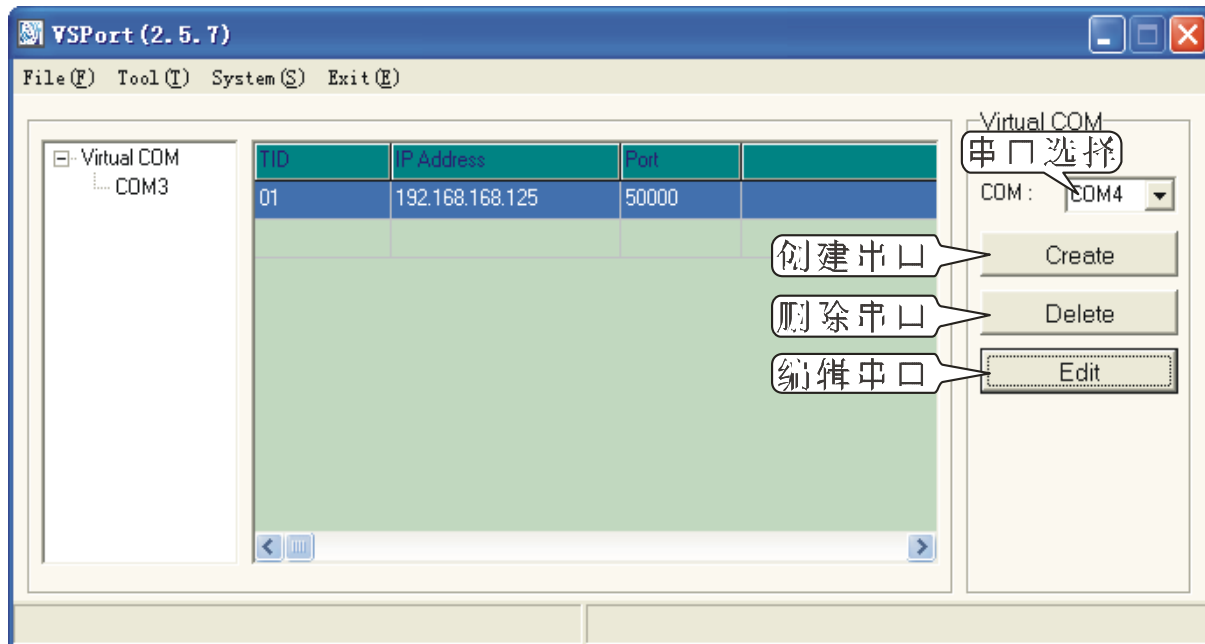 VSPort(2.5.7)
File(F) Tool(T) System(S) Exit(E)
Virtual COM
COM3
TID IP Address Port
01 192.168.168.125 50000
Virtual COM
串口选择
COM : COM4
创建串口
Create
删除串口
Delete
编辑串口
Edit